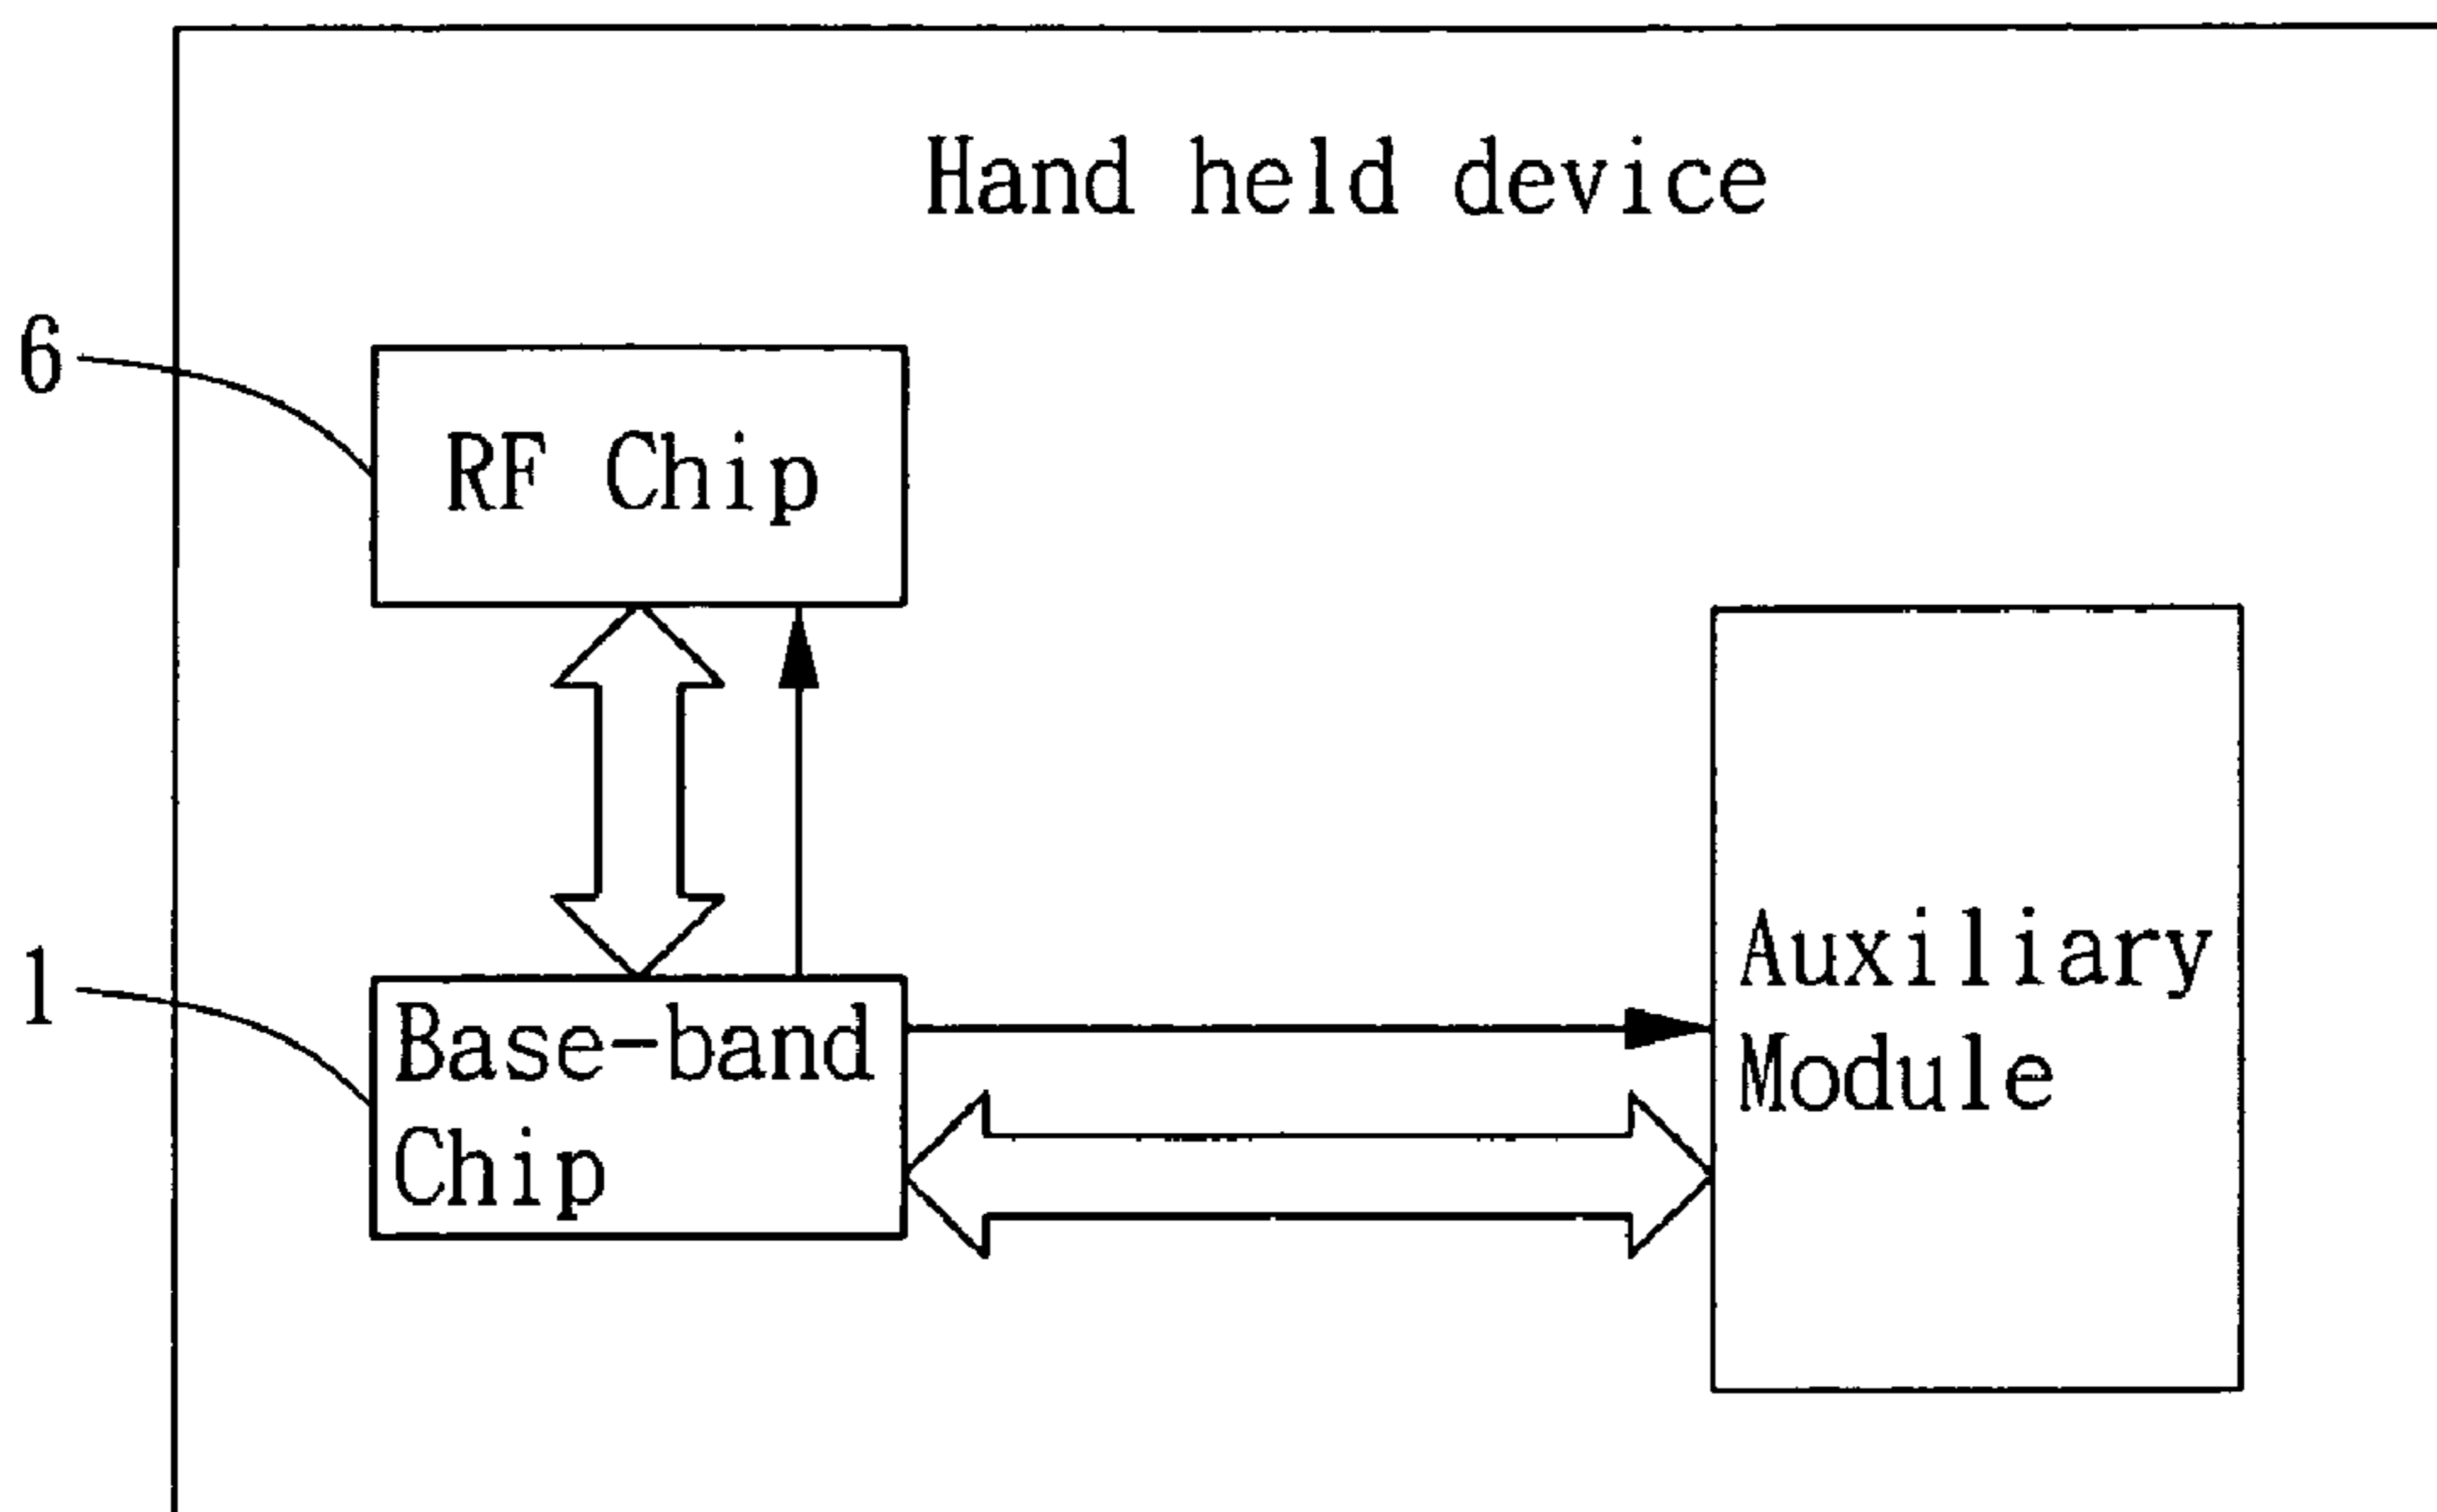 Hand held device
6
RF Chip
1
Base-band
Chip
Auxiliary
Module